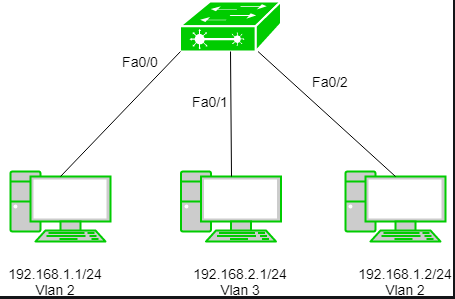 Fa0/0
Fa0/1
Fa0/2
192.168.1.1/24
Vlan 2
192.168.2.1/24
Vlan 3
192.168.1.2/24
Vlan 2